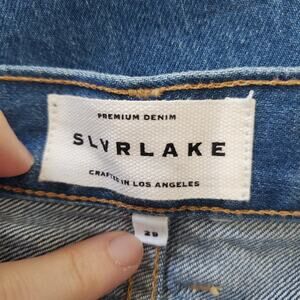 PREMIUM DENIM
SLVRLAKE
CRAFTED IN LOS ANGELES
29